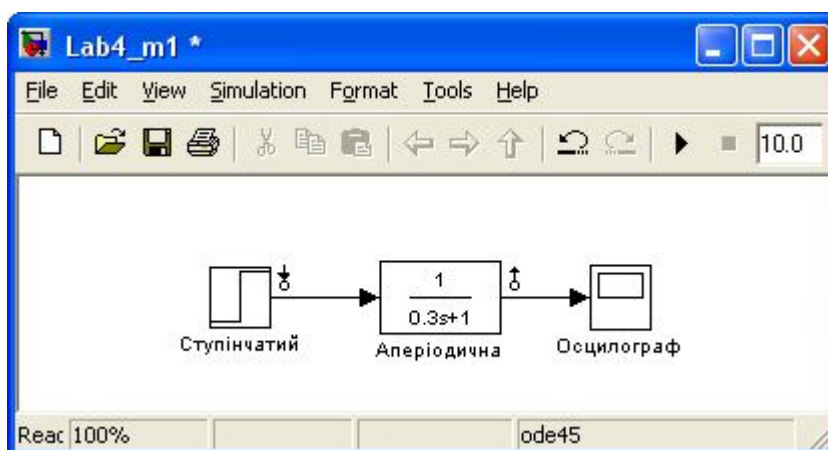 Lab4_m1 *
File Edit View Simulation Format Tools Help
10.0
1
0.3s+1
Ступінчатий
Аперіодична
Осцилограф
Reac 100% ode45